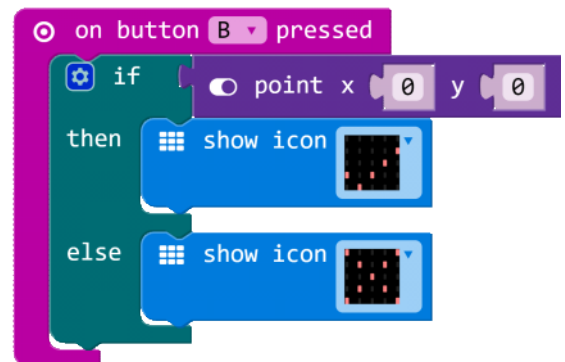 on button B pressed
if point x 0 y 0
then show icon
else show icon